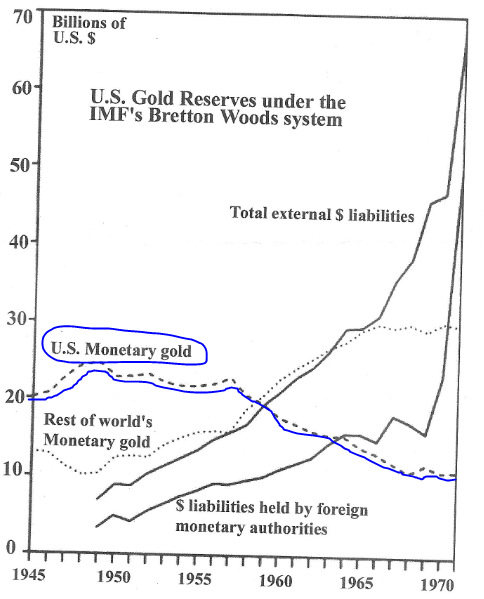 70
Billions of
U.S. $
60
U.S. Gold Reserves under the
IMF's Bretton Woods system
50
Total external $ liabilities
40
30
U.S. Monetary gold
20
Rest of world's
Monetary gold
10
$ liabilities held by foreign
monetary authorities
0
1945 1950 1955 1960 1965 1970